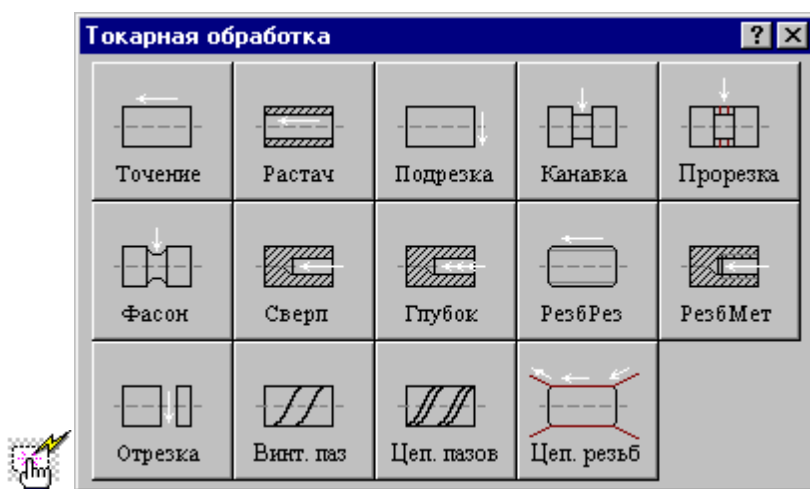 Токарная обработка
Точение
Растач
Подрезка
Канавка
Прорезка
Фасон
Сверл
Глубок
РезбРез
РезбМет
Отрезка
Винт. паз
Цеп. пазов
Цеп. резьб